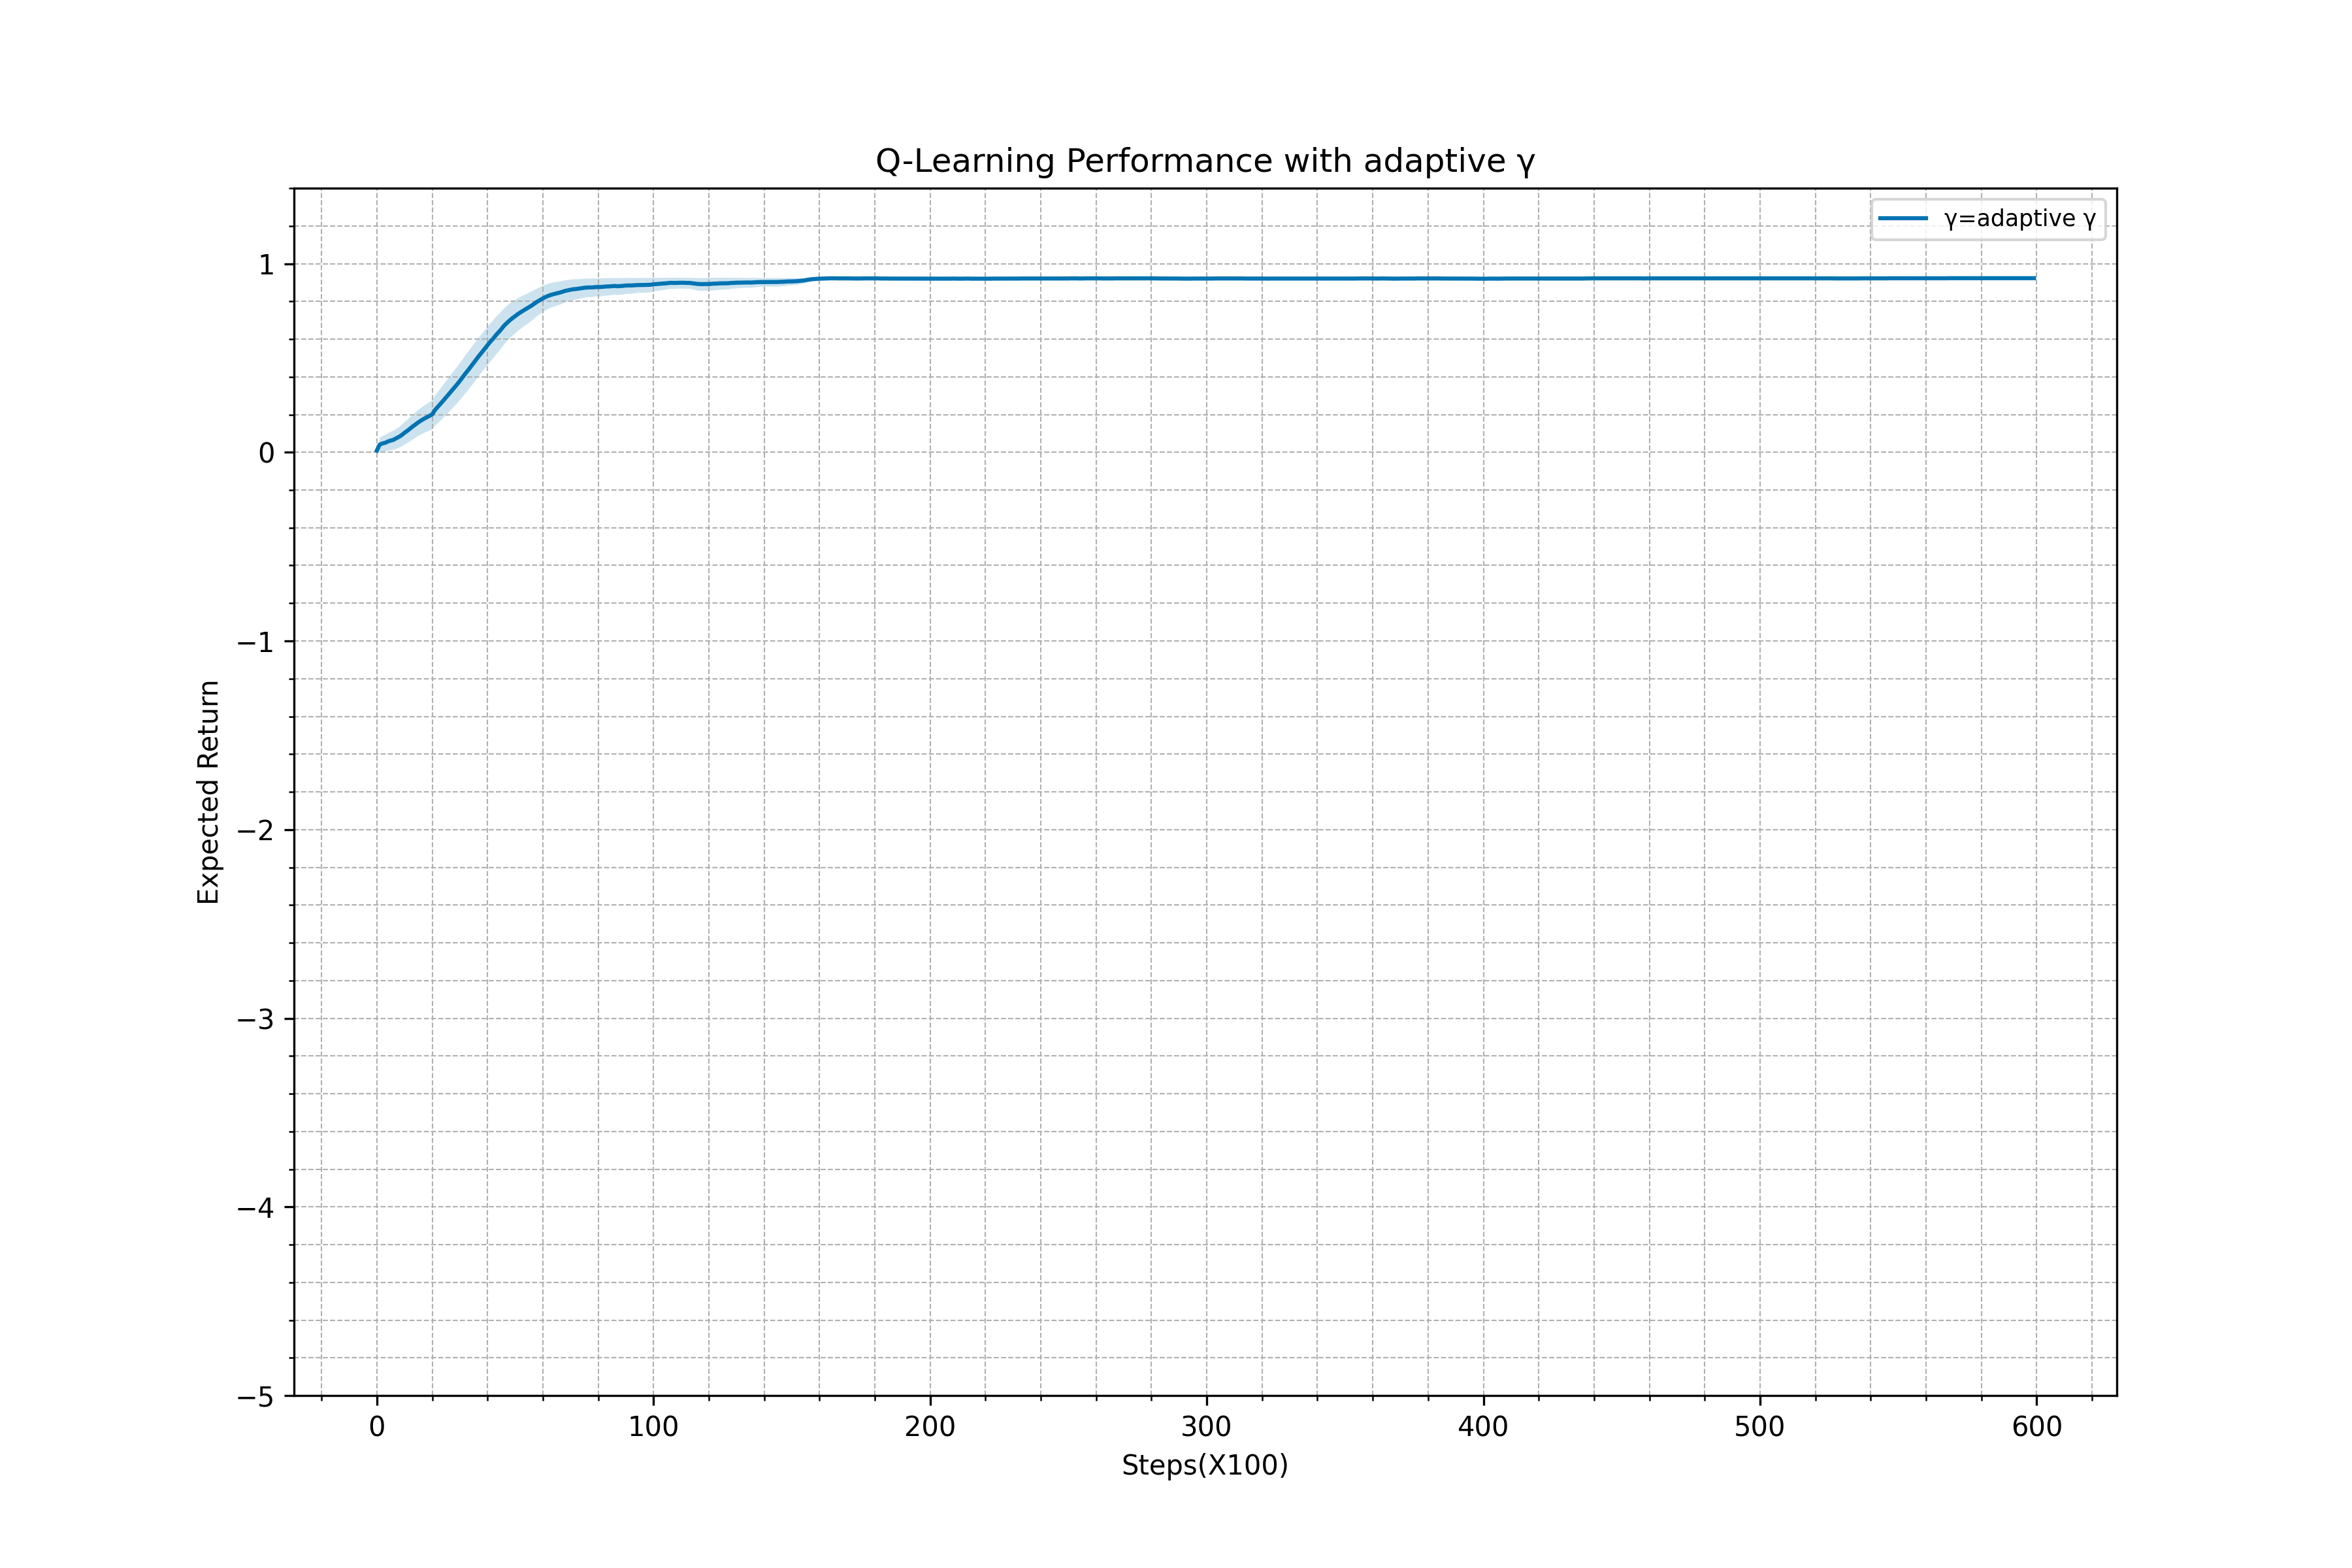 Q-Learning Performance with adaptive γ
γ=adaptive γ
1
0
−1
−2
−3
−4
−5
Expected Return
0 100 200 300 400 500 600
Steps(X100)